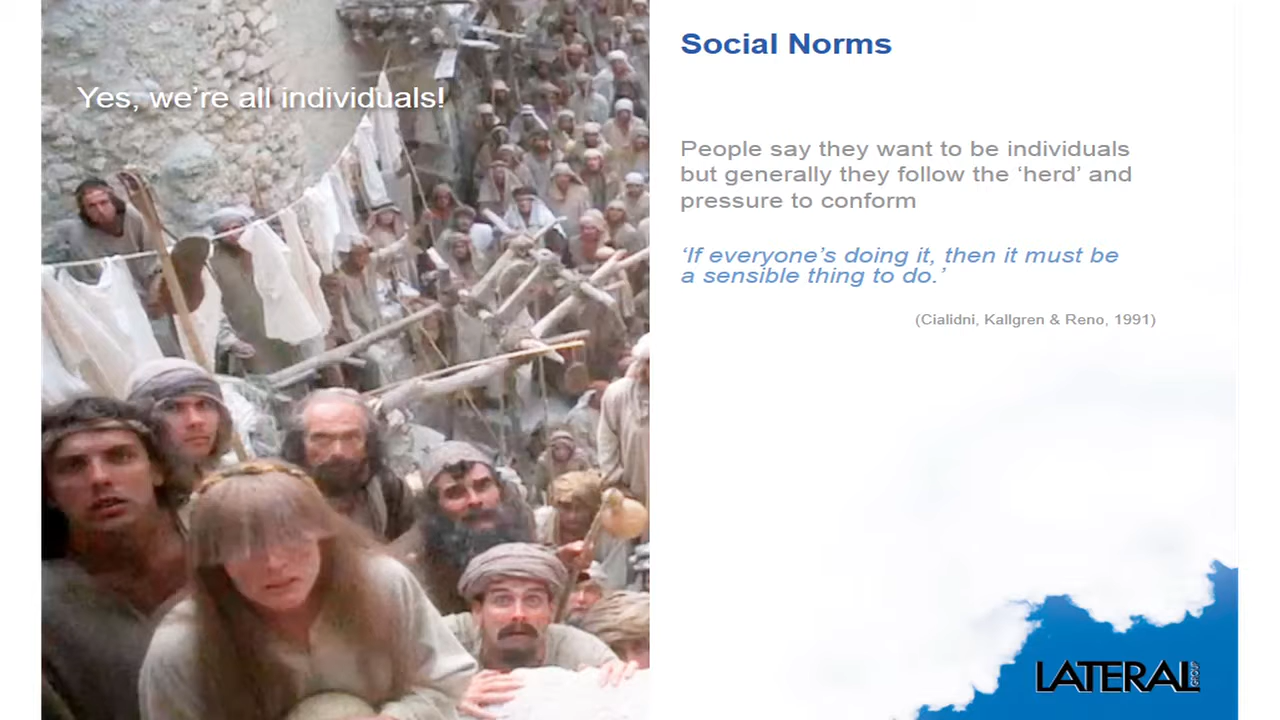 Yes, we’re all individuals!
Social Norms
People say they want to be individuals
but generally they follow the ‘herd’ and
pressure to conform
‘If everyone’s doing it, then it must be
a sensible thing to do.’
(Cialidni, Kallgren & Reno, 1991)
LATERAL GROUP